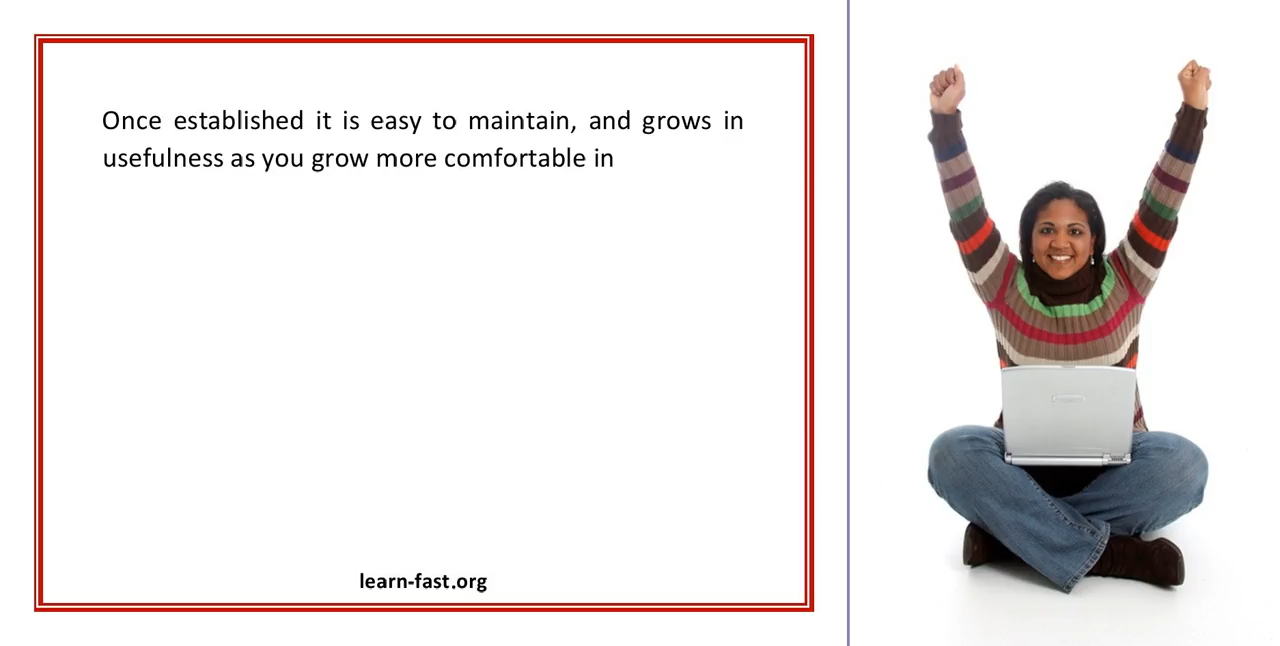 Once established it is easy to maintain, and grows in
usefulness as you grow more comfortable in
learn-fast.org